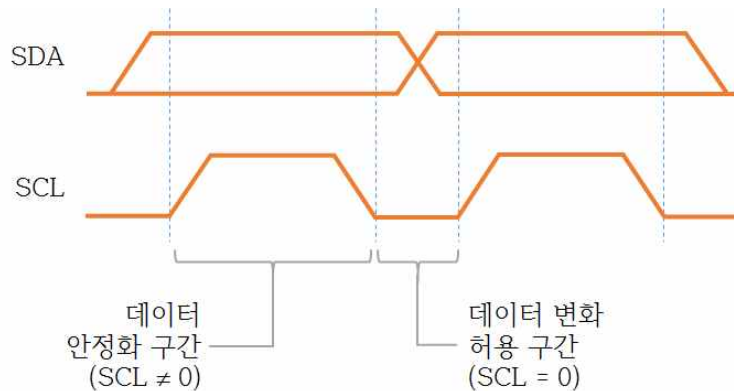 SDA
SCL
데이터
안정화 구간
(SCL ≠ 0)
데이터 변화
허용 구간
(SCL = 0)